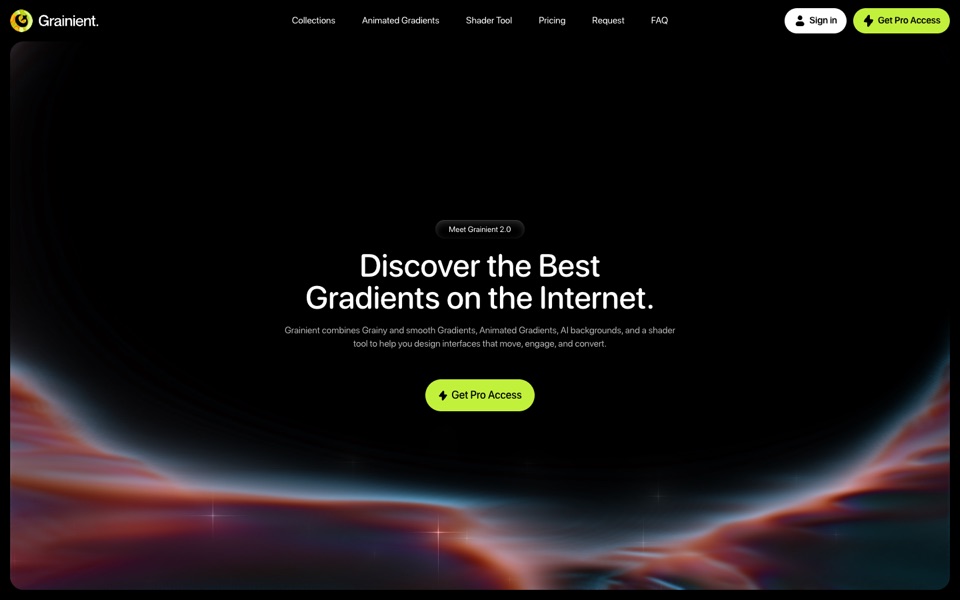 Grainient.
Collections
Animated Gradients
Shader Tool
Pricing
Request
FAQ
Sign in
Get Pro Access
Meet Grainient 2.0
Discover the Best
Gradients on the Internet.
Grainient combines Grainy and smooth Gradients, Animated Gradients, AI backgrounds, and a shader
tool to help you design interfaces that move, engage, and convert.
Get Pro Access